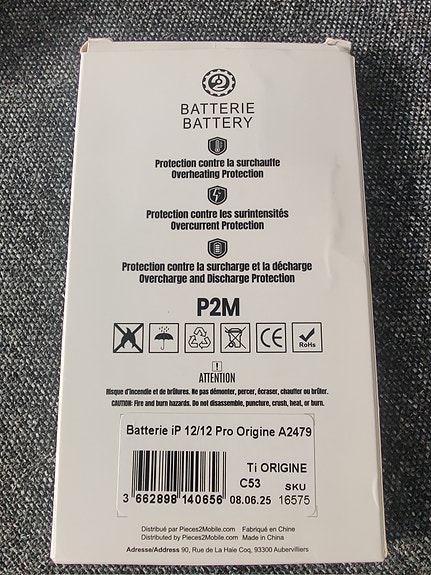 BATTERIE
BATTERY
Protection contre la surchauffe
Overheating Protection
Protection contre les surintensités
Overcurrent Protection
Protection contre la surcharge et la décharge
Overcharge and Discharge Protection
P2M
CE
RoHS
ATTENTION
Risque d'incendie et de brûlures. Ne pas démonter, percer, écraser, chauffer ou brûler.
CAUTION: Fire and burn hazards. Do not disassemble, puncture, crush, heat, or burn.
Batterie iP 12/12 Pro Origine A2479
Ti ORIGINE
C53 SKU
3 662898 140656 08.06.25 16575
Distribué par Pieces2Mobile.com Fabriqué en Chine
Distributed by Pieces2Mobile.com Made in China
Adresse/Address 90, Rue de La Haie Coq, 93300 Aubervilliers